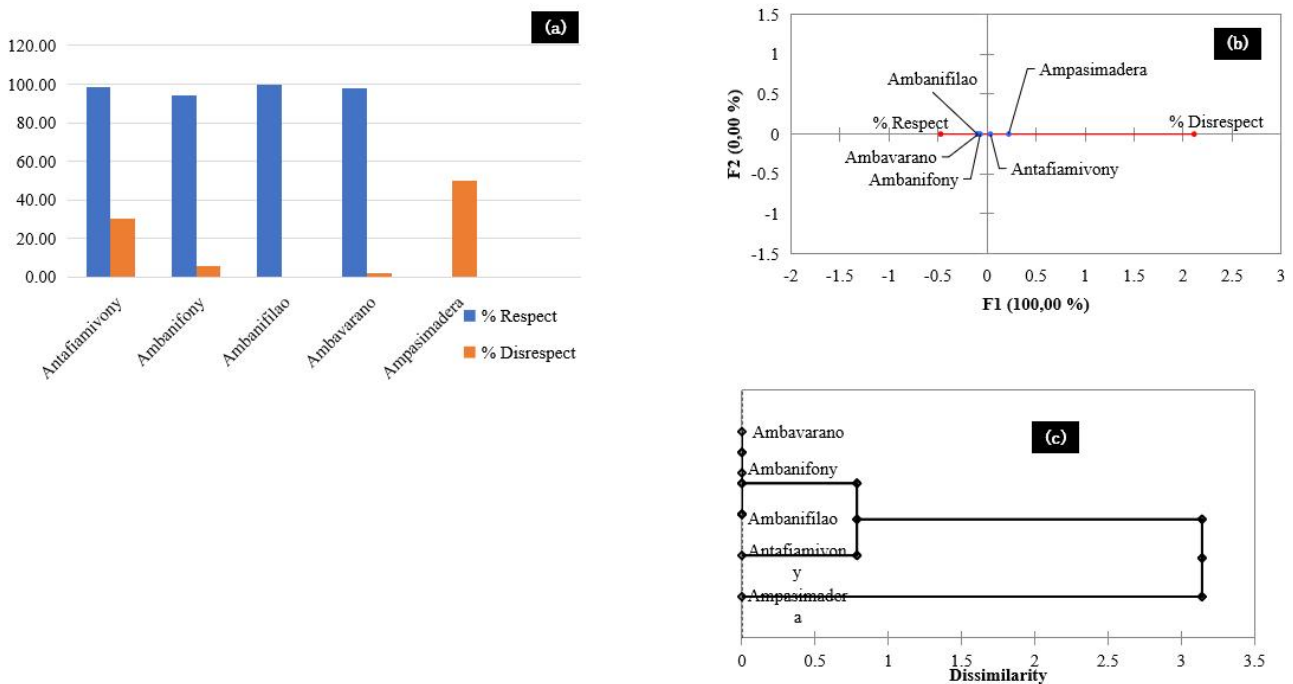 (a)
120.00
100.00
80.00
60.00
40.00
20.00
0.00
Antafiamivony
Ambanifony
Ambanifilao
Ambavarano
Ampasimadera
% Respect
% Disrespect
(b)
1.5
1
0.5
0
-0.5
-1
-1.5
F2 (0,00 %)
Ambanifilao
Ampasimadera
% Respect
% Disrespect
Ambavarano
Ambanifony
Antafiamivony
-2
-1.5
-1
-0.5
0
0.5
1
1.5
2
2.5
3
F1 (100,00 %)
(c)
Ambavarano
Ambanifony
Ambanifilao
Antafiamivon
y
Ampasimader
a
0
0.5
1
1.5
2
2.5
3
3.5
Dissimilarity